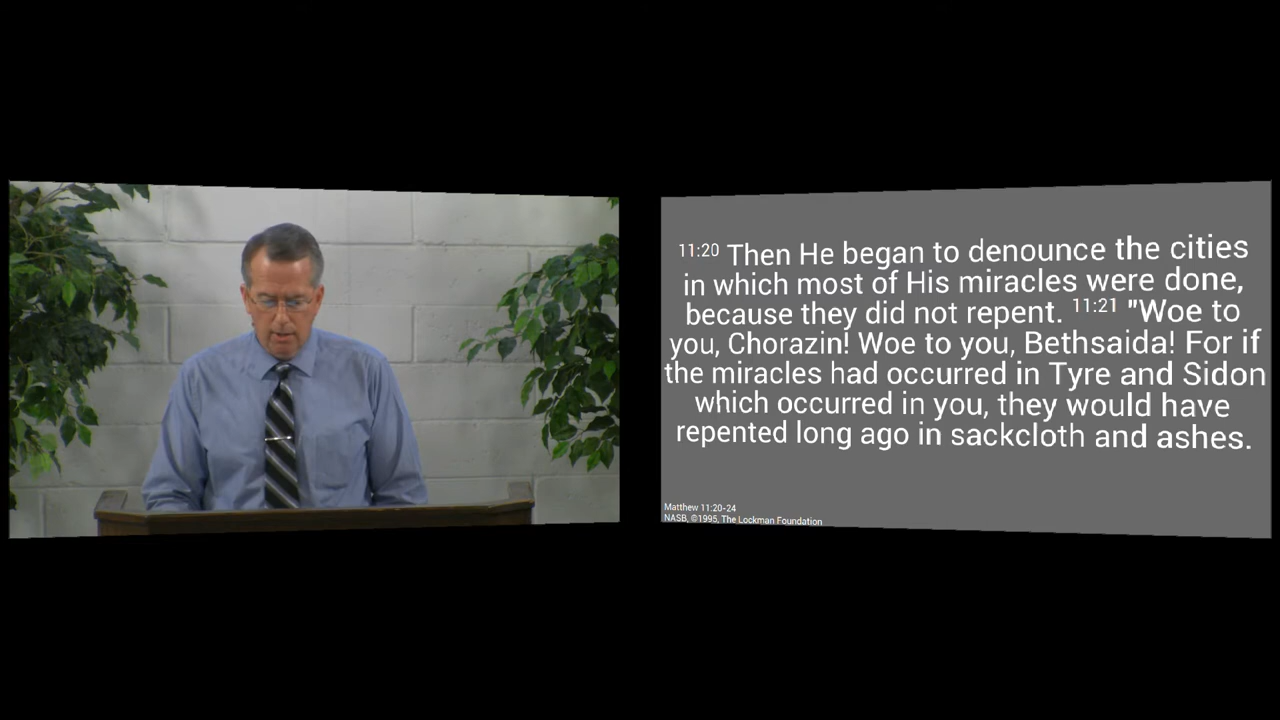 11:20 Then He began to denounce the cities
in which most of His miracles were done,
because they did not repent. 11:21 "Woe to
you, Chorazin! Woe to you, Bethsaida! For if
the miracles had occurred in Tyre and Sidon
which occurred in you, they would have
repented long ago in sackcloth and ashes.
Matthew 11:20-24
NASB, ©1995, The Lockman Foundation